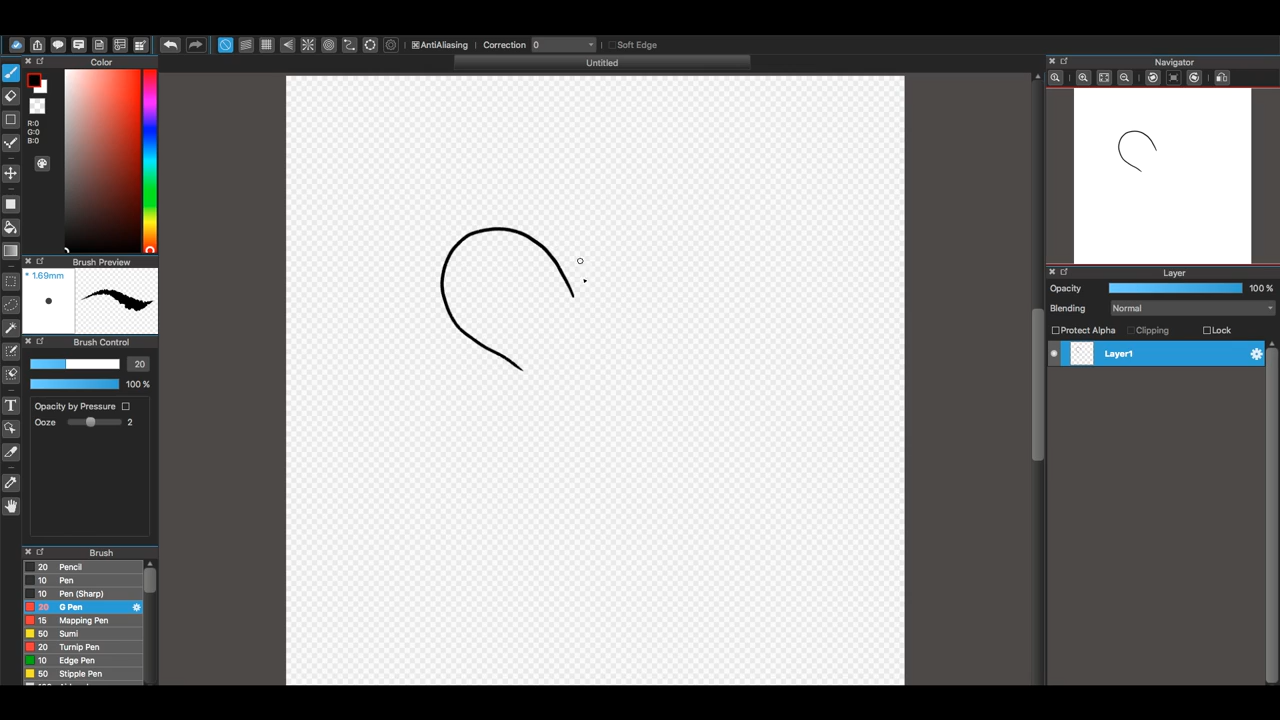 AntiAliasing Correction 0 Soft Edge
Color
Untitled
Navigator
R:0
G:0
B:0
Brush Preview
* 1.69mm
Brush Control
20
100 %
Opacity by Pressure
Ooze 2
Brush
20 Pencil
10 Pen
10 Pen (Sharp)
20 G Pen
15 Mapping Pen
50 Sumi
20 Turnip Pen
10 Edge Pen
50 Stipple Pen
Layer
Opacity 100 %
Blending Normal
Protect Alpha Clipping Lock
Layer1